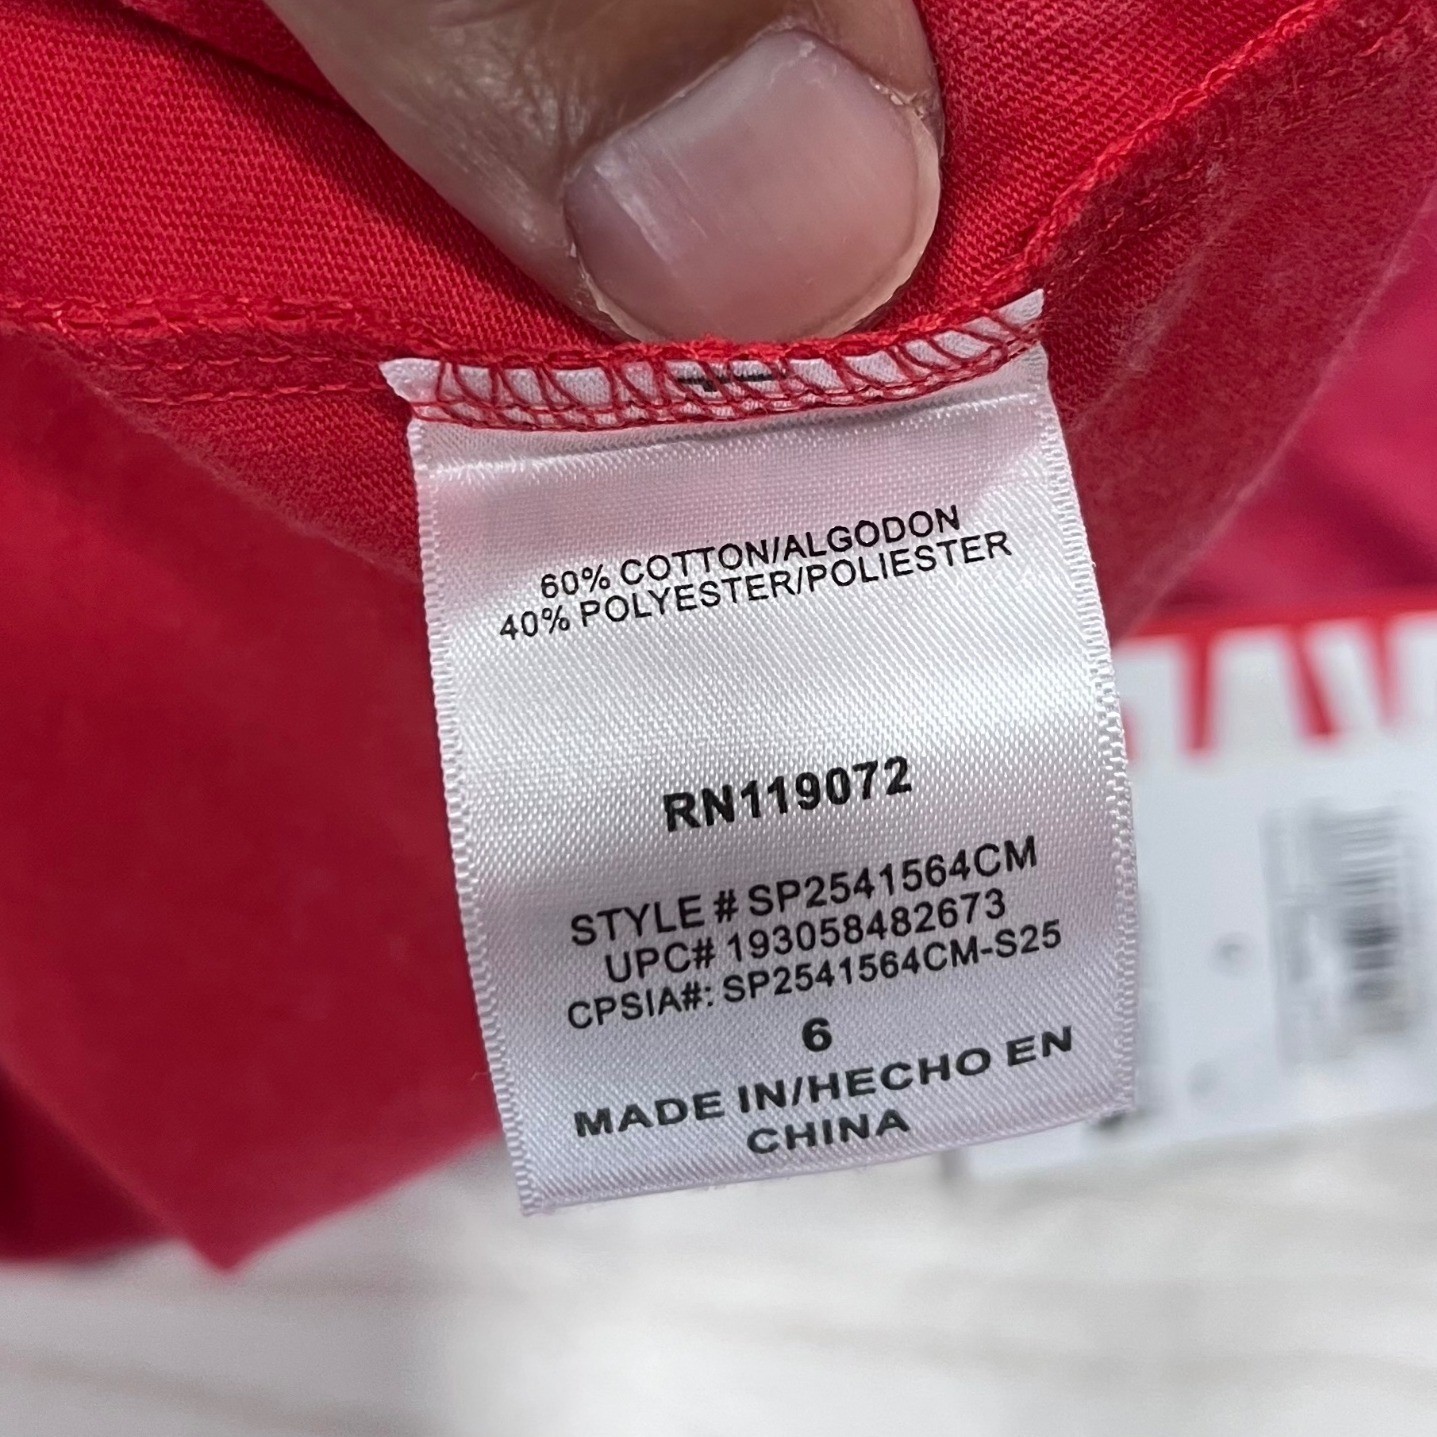 60% COTTON/ALGODON
40% POLYESTER/POLIESTER
RN119072
STYLE # SP2541564CM
UPC# 193058482673
CPSIA#: SP2541564CM-S25
6
MADE IN/HECHO EN
CHINA